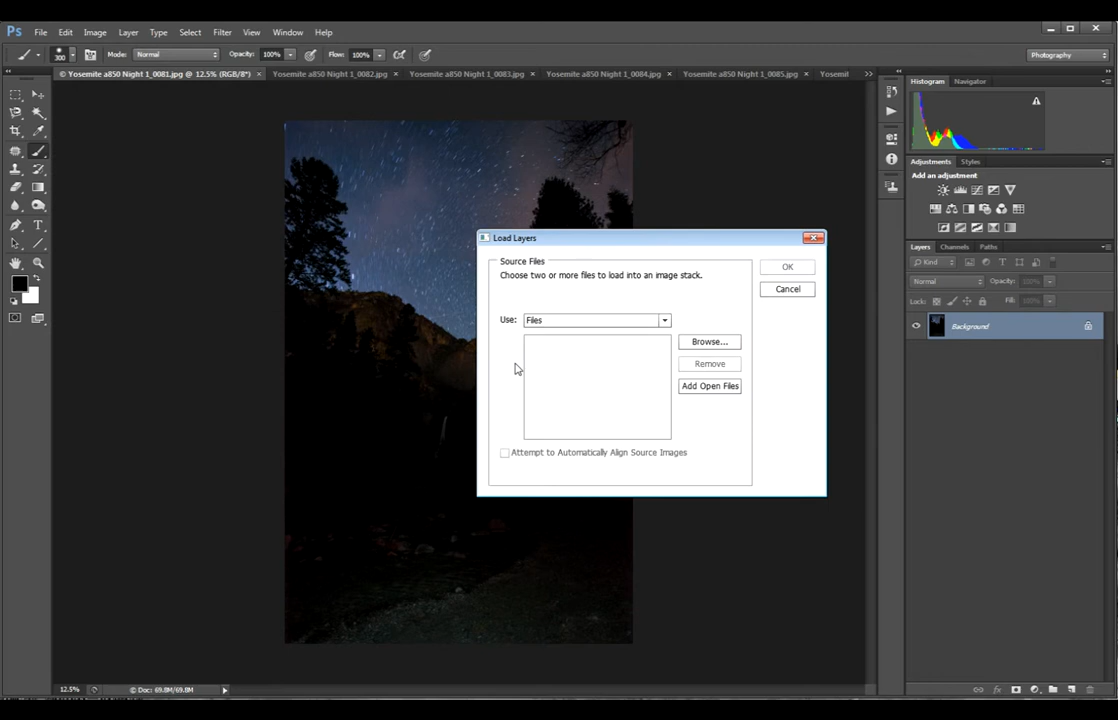 Ps File Edit Image Layer Type Select Filter View Window Help
300 Mode: Normal Opacity: 100% Flow: 100% Photography
© Yosemite a850 Night 1_0081.jpg @ 12.5% (RGB/8*) × Yosemite a850 Night 1_0082.jpg × Yosemite a850 Night 1_0083.jpg × Yosemite a850 Night 1_0084.jpg × Yosemite a850 Night 1_0085.jpg × Yosemit
Histogram Navigator
Adjustments Styles
Add an adjustment
Layers Channels Paths
Kind
Normal Opacity: 100%
Lock: Fill: 100%
Background
Load Layers
Source Files
Choose two or more files to load into an image stack.
OK
Cancel
Use: Files
Browse...
Remove
Add Open Files
Attempt to Automatically Align Source Images
12.5% © Doc: 69.8M/69.8M
fx